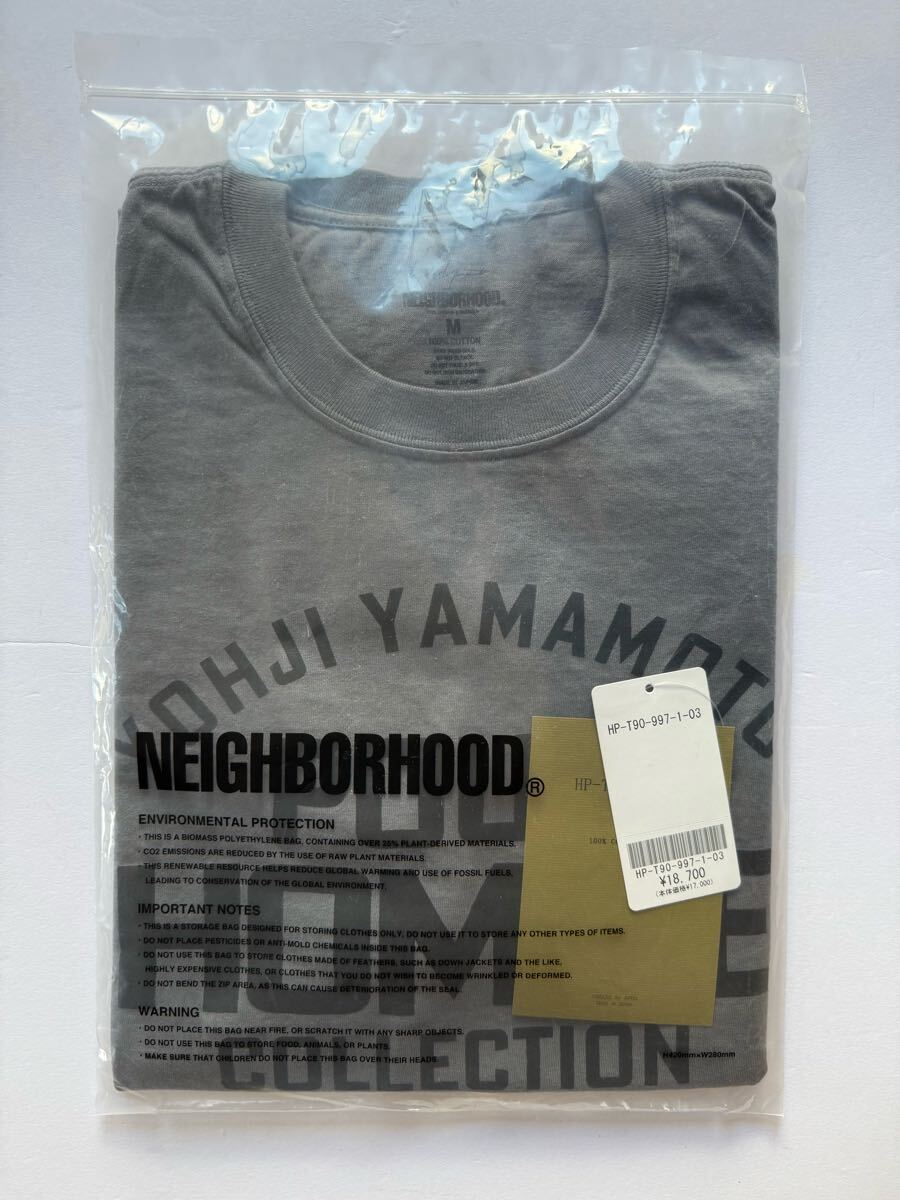 NEIGHBORHOOD®
M
100% COTTON
MADE IN JAPAN
YOHJI YAMAMOTO
POUR
HOMME
COLLECTION
NEIGHBORHOOD®
ENVIRONMENTAL PROTECTION
・THIS IS A BIOMASS POLYETHYLENE BAG, CONTAINING OVER 25% PLANT-DERIVED MATERIALS.
・CO2 EMISSIONS ARE REDUCED BY THE USE OF RAW PLANT MATERIALS.
・THIS RENEWABLE RESOURCE HELPS REDUCE GLOBAL WARMING AND USE OF FOSSIL FUELS,
LEADING TO CONSERVATION OF THE GLOBAL ENVIRONMENT.
IMPORTANT NOTES
・THIS IS A STORAGE BAG DESIGNED FOR STORING CLOTHES ONLY. DO NOT USE IT TO STORE ANY OTHER TYPES OF ITEMS.
・DO NOT PLACE PESTICIDES OR ANTI-MOLD CHEMICALS INSIDE THIS BAG.
・DO NOT USE THIS BAG TO STORE CLOTHES MADE OF FEATHERS, SUCH AS DOWN JACKETS AND THE LIKE,
HIGHLY EXPENSIVE CLOTHES, OR CLOTHES THAT YOU DO NOT WISH TO BECOME WRINKLED OR DEFORMED.
・DO NOT BEND THE ZIP AREA, AS THIS CAN CAUSE DETERIORATION OF THE SEAL.
WARNING
・DO NOT PLACE THIS BAG NEAR FIRE, OR SCRATCH IT WITH ANY SHARP OBJECTS.
・DO NOT USE THIS BAG TO STORE FOOD, ANIMALS, OR PLANTS.
・MAKE SURE THAT CHILDREN DO NOT PLACE THIS BAG OVER THEIR HEADS.
H420mm×W280mm
HP-T
100% C
HP-T90-997-1-03
HP-T90-997-1-03
¥18,700
(本体価格¥17,000)